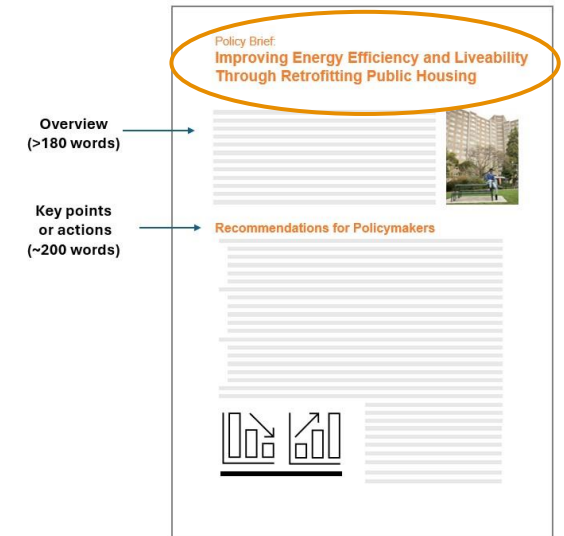 Policy Brief:
Improving Energy Efficiency and Liveability
Through Retrofitting Public Housing
Overview
(>180 words)
Key points
or actions
(~200 words)
Recommendations for Policymakers